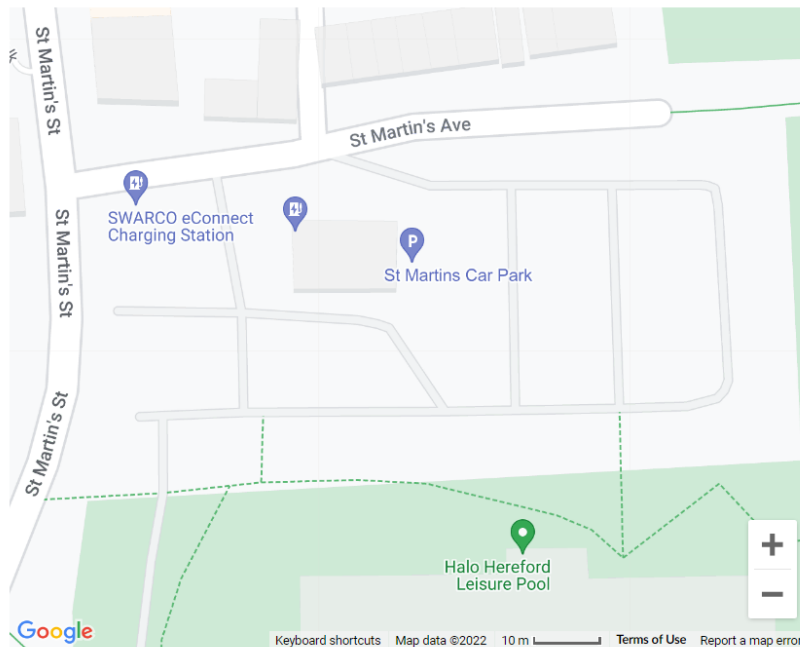 St Martin's St
St Martin's Ave
SWARCO eConnect
Charging Station
P
St Martins Car Park
St Martin's St
St Martin's St
Halo Hereford
Leisure Pool
+
−
Google
Keyboard shortcuts
Map data ©2022
10 m
Terms of Use
Report a map error